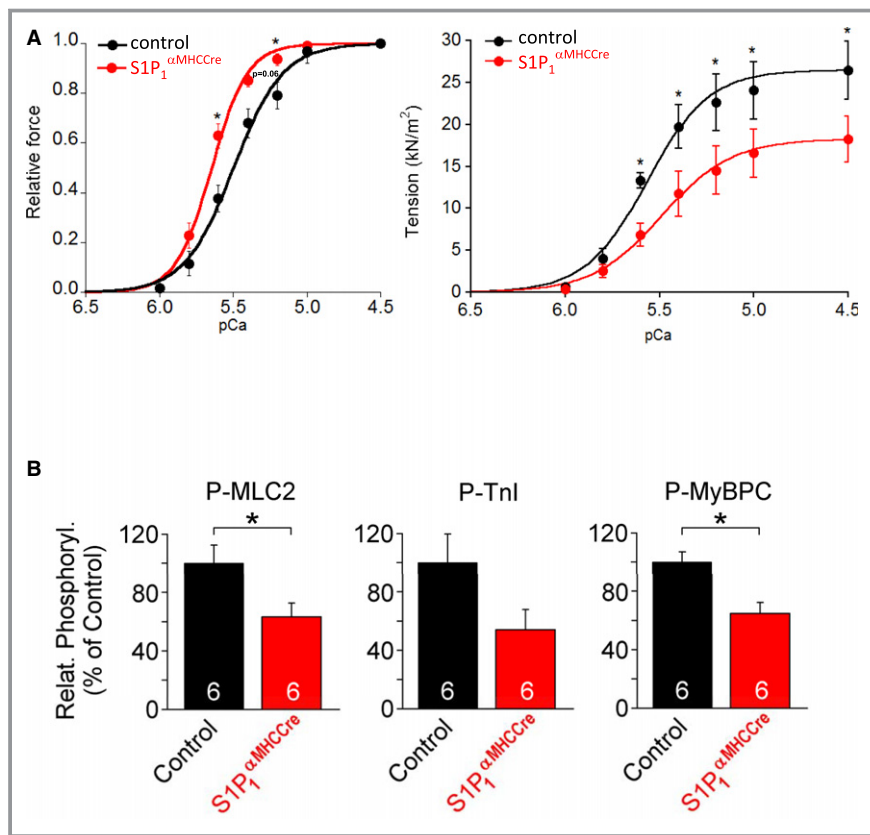 A
control
S1P1αMHCCre
Relative force
1.0
0.8
0.6
0.4
0.2
0.0
*
p=0.06
*
6.5 6.0 5.5 5.0 4.5
pCa
control
S1P1αMHCCre
Tension (kN/m2)
30
25
20
15
10
5
0
* * * * *
6.5 6.0 5.5 5.0 4.5
pCa
B
Relat. Phosphoryl.
(% of Control)
P-MLC2
*
120
80
40
0
6 6
Control
S1P1αMHCCre
P-TnI
120
80
40
0
6 6
Control
S1P1αMHCCre
P-MyBPC
*
120
80
40
0
6 6
Control
S1P1αMHCCre